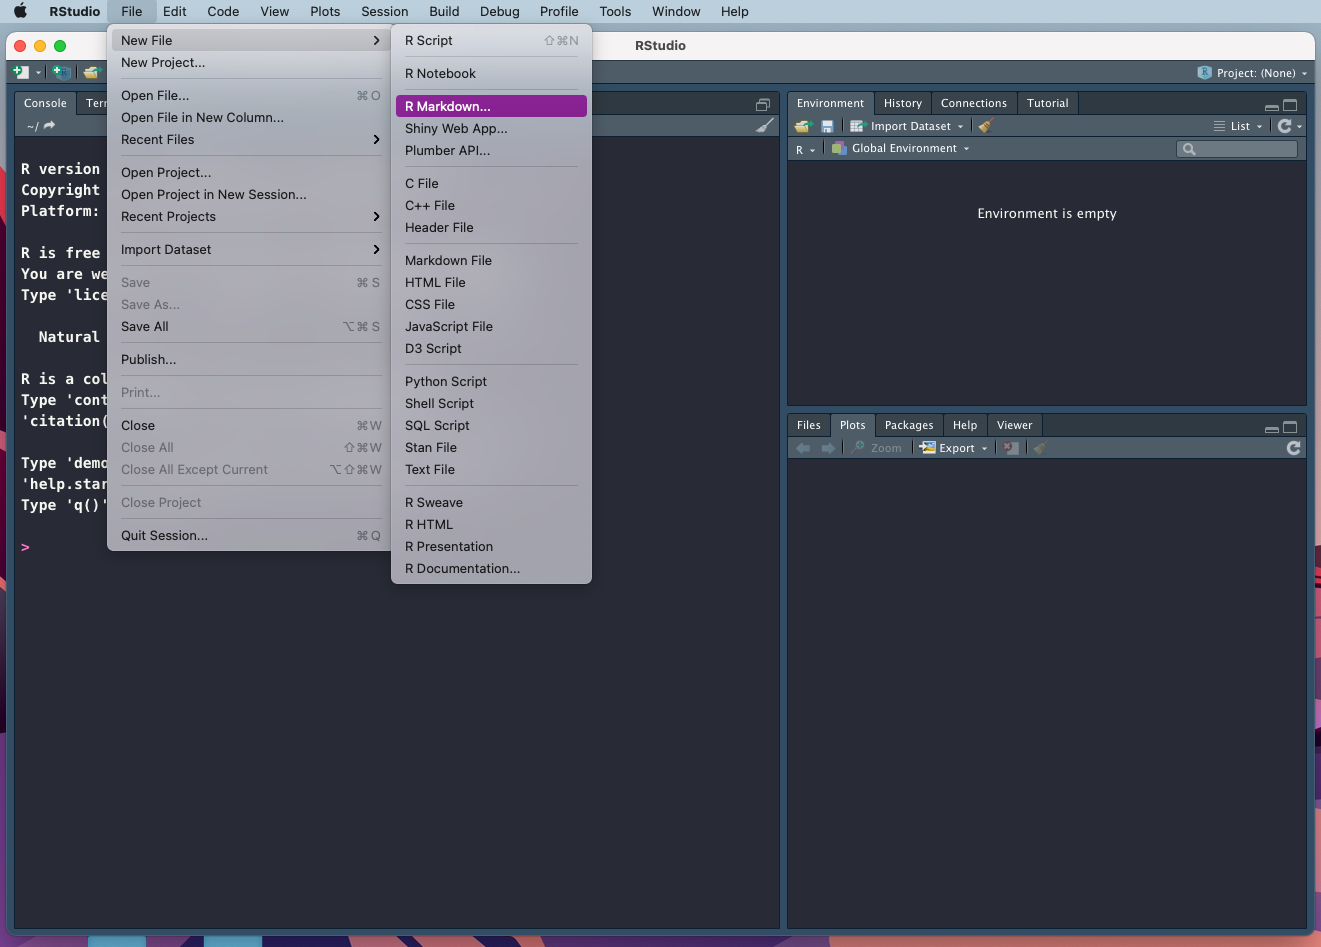 RStudio File Edit Code View Plots Session Build Debug Profile Tools Window Help
RStudio
Project: (None)
New File
New Project...
Open File... ⌘ O
Open File in New Column...
Recent Files
Open Project...
Open Project in New Session...
Recent Projects
Import Dataset
Save ⌘ S
Save As...
Save All ⌥⌘ S
Publish...
Print...
Close ⌘W
Close All ⇧⌘W
Close All Except Current ⌥⇧⌘W
Close Project
Quit Session... ⌘Q
R Script ⇧⌘N
R Notebook
R Markdown...
Shiny Web App...
Plumber API...
C File
C++ File
Header File
Markdown File
HTML File
CSS File
JavaScript File
D3 Script
Python Script
Shell Script
SQL Script
Stan File
Text File
R Sweave
R HTML
R Presentation
R Documentation...
Console Terr
~/
R version
Copyright
Platform:
R is free
You are we
Type 'lice
Natural
R is a col
Type 'cont
'citation(
Type 'demo
'help.star
Type 'q()'
>
Environment History Connections Tutorial
Import Dataset List
R Global Environment
Environment is empty
Files Plots Packages Help Viewer
Zoom Export